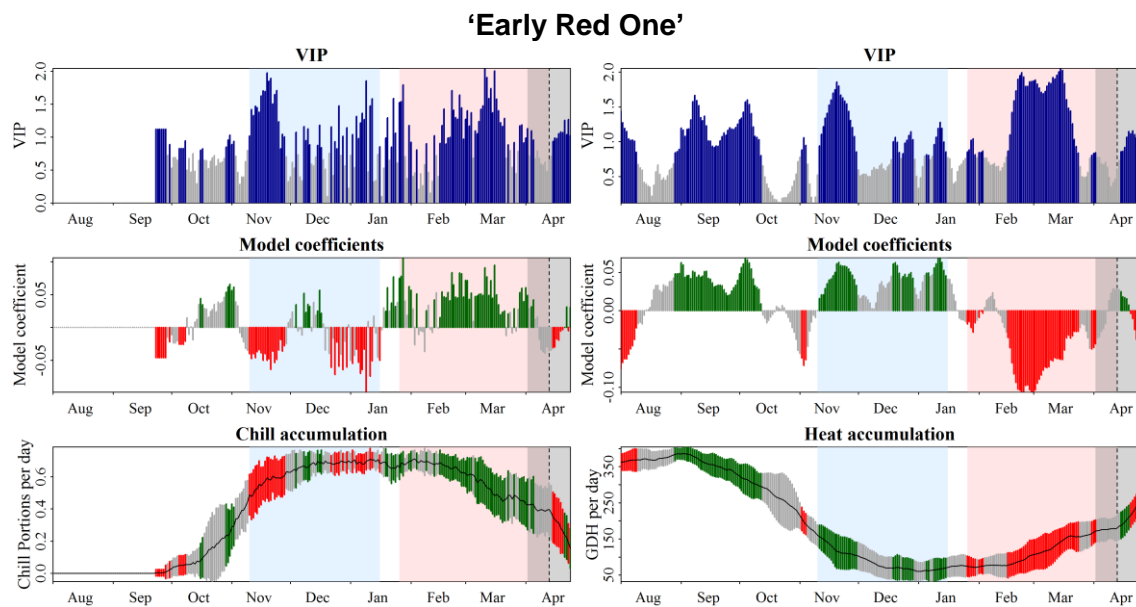 ‘Early Red One’
VIP
VIP
VIP
0.0 0.5 1.0 1.5 2.0
Aug Sep Oct Nov Dec Jan Feb Mar Apr
VIP
0.5 1.0 1.5 2.0
Aug Sep Oct Nov Dec Jan Feb Mar Apr
Model coefficients
Model coefficients
Model coefficient
-0.05 0.05
Aug Sep Oct Nov Dec Jan Feb Mar Apr
Model coefficient
-0.10 0.00 0.05
Aug Sep Oct Nov Dec Jan Feb Mar Apr
Chill accumulation
Heat accumulation
Chill Portions per day
0.0 0.2 0.4 0.6
Aug Sep Oct Nov Dec Jan Feb Mar Apr
GDH per day
50 150 250 350
Aug Sep Oct Nov Dec Jan Feb Mar Apr